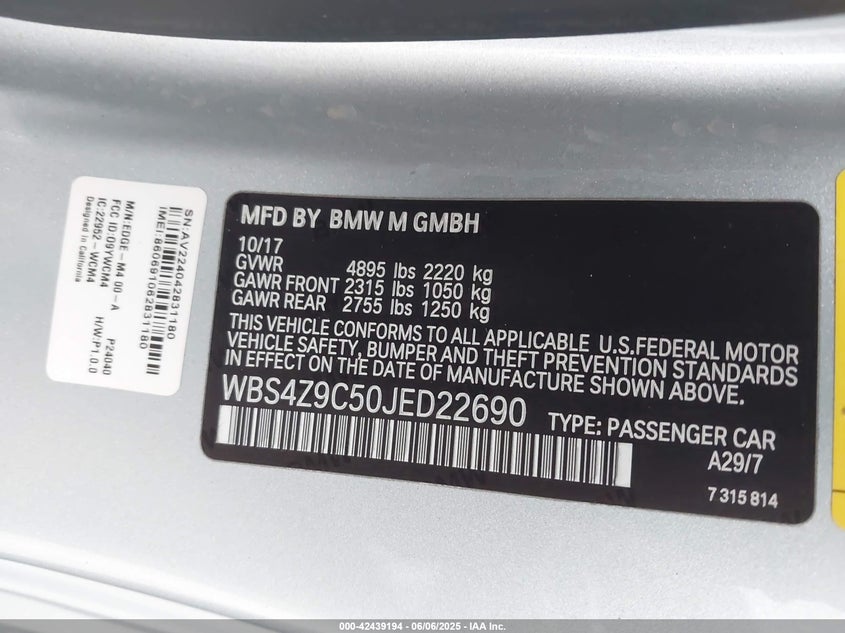 SN:AV224042831180
IMEI:860691062831180
M/N:EDGE-M4 00-A P24040
FCC ID:09YWCM4
IC:22952-WCM4 H/W:P1.0.0
Designed in California
MFD BY BMW M GMBH
10/17
GVWR 4895 lbs 2220 kg
GAWR FRONT 2315 lbs 1050 kg
GAWR REAR 2755 lbs 1250 kg
THIS VEHICLE CONFORMS TO ALL APPLICABLE U.S.FEDERAL MOTOR
VEHICLE SAFETY, BUMPER AND THEFT PREVENTION STANDARDS
IN EFFECT ON THE DATE OF MANUFACTURE SHOWN ABOVE.
WBS4Z9C50JED22690 TYPE: PASSENGER CAR
A29/7
7 315 814
000-42439194 - 06/06/2025 - IAA Inc.